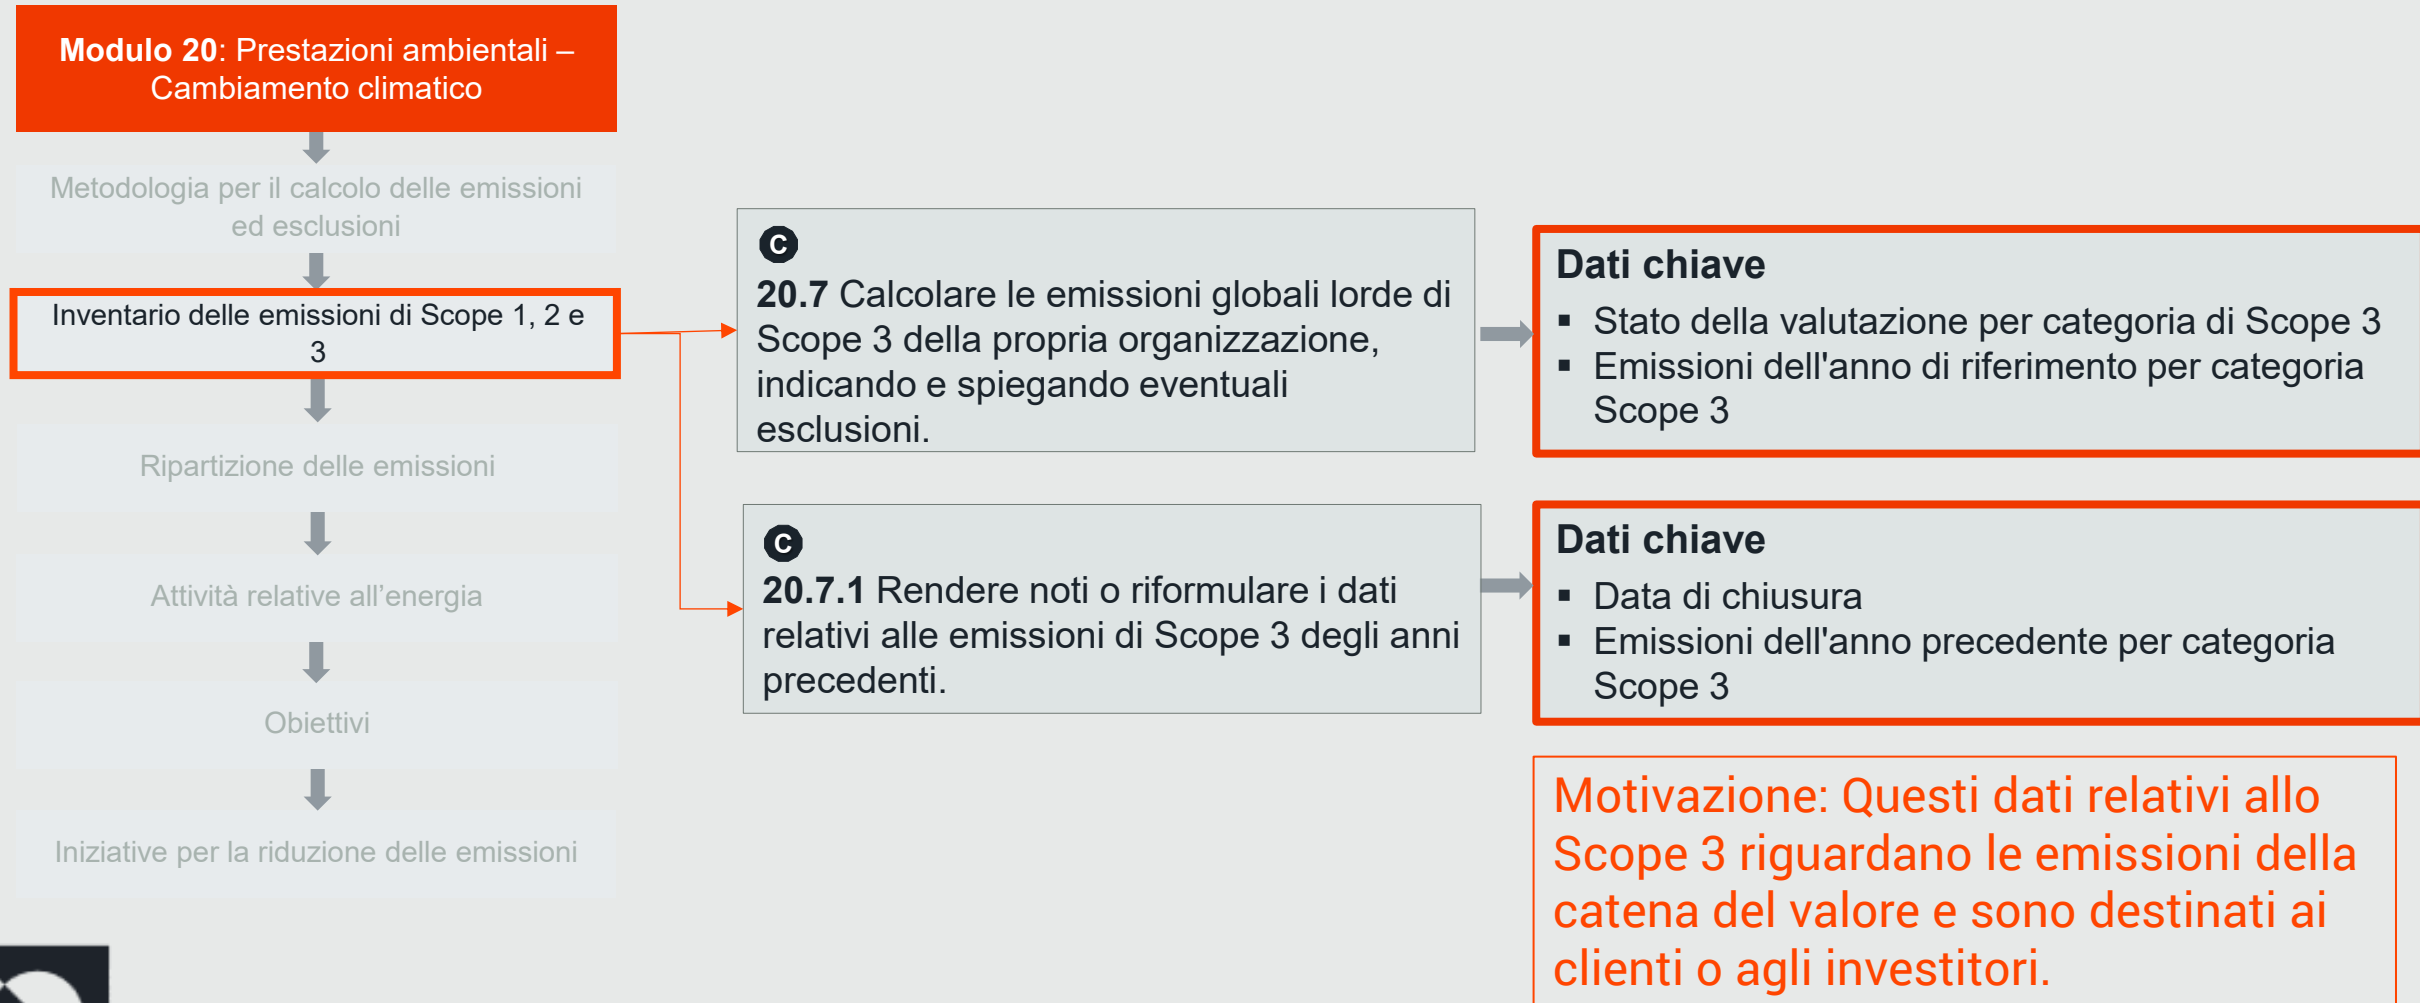 Modulo 20: Prestazioni ambientali –
Cambiamento climatico
Metodologia per il calcolo delle emissioni
ed esclusioni
Inventario delle emissioni di Scope 1, 2 e
3
Ripartizione delle emissioni
Attività relative all’energia
Obiettivi
Iniziative per la riduzione delle emissioni
C
20.7 Calcolare le emissioni globali lorde di
Scope 3 della propria organizzazione,
indicando e spiegando eventuali
esclusioni.
Dati chiave
▪ Stato della valutazione per categoria di Scope 3
▪ Emissioni dell'anno di riferimento per categoria
Scope 3
C
20.7.1 Rendere noti o riformulare i dati
relativi alle emissioni di Scope 3 degli anni
precedenti.
Dati chiave
▪ Data di chiusura
▪ Emissioni dell'anno precedente per categoria
Scope 3
Motivazione: Questi dati relativi allo
Scope 3 riguardano le emissioni della
catena del valore e sono destinati ai
clienti o agli investitori.